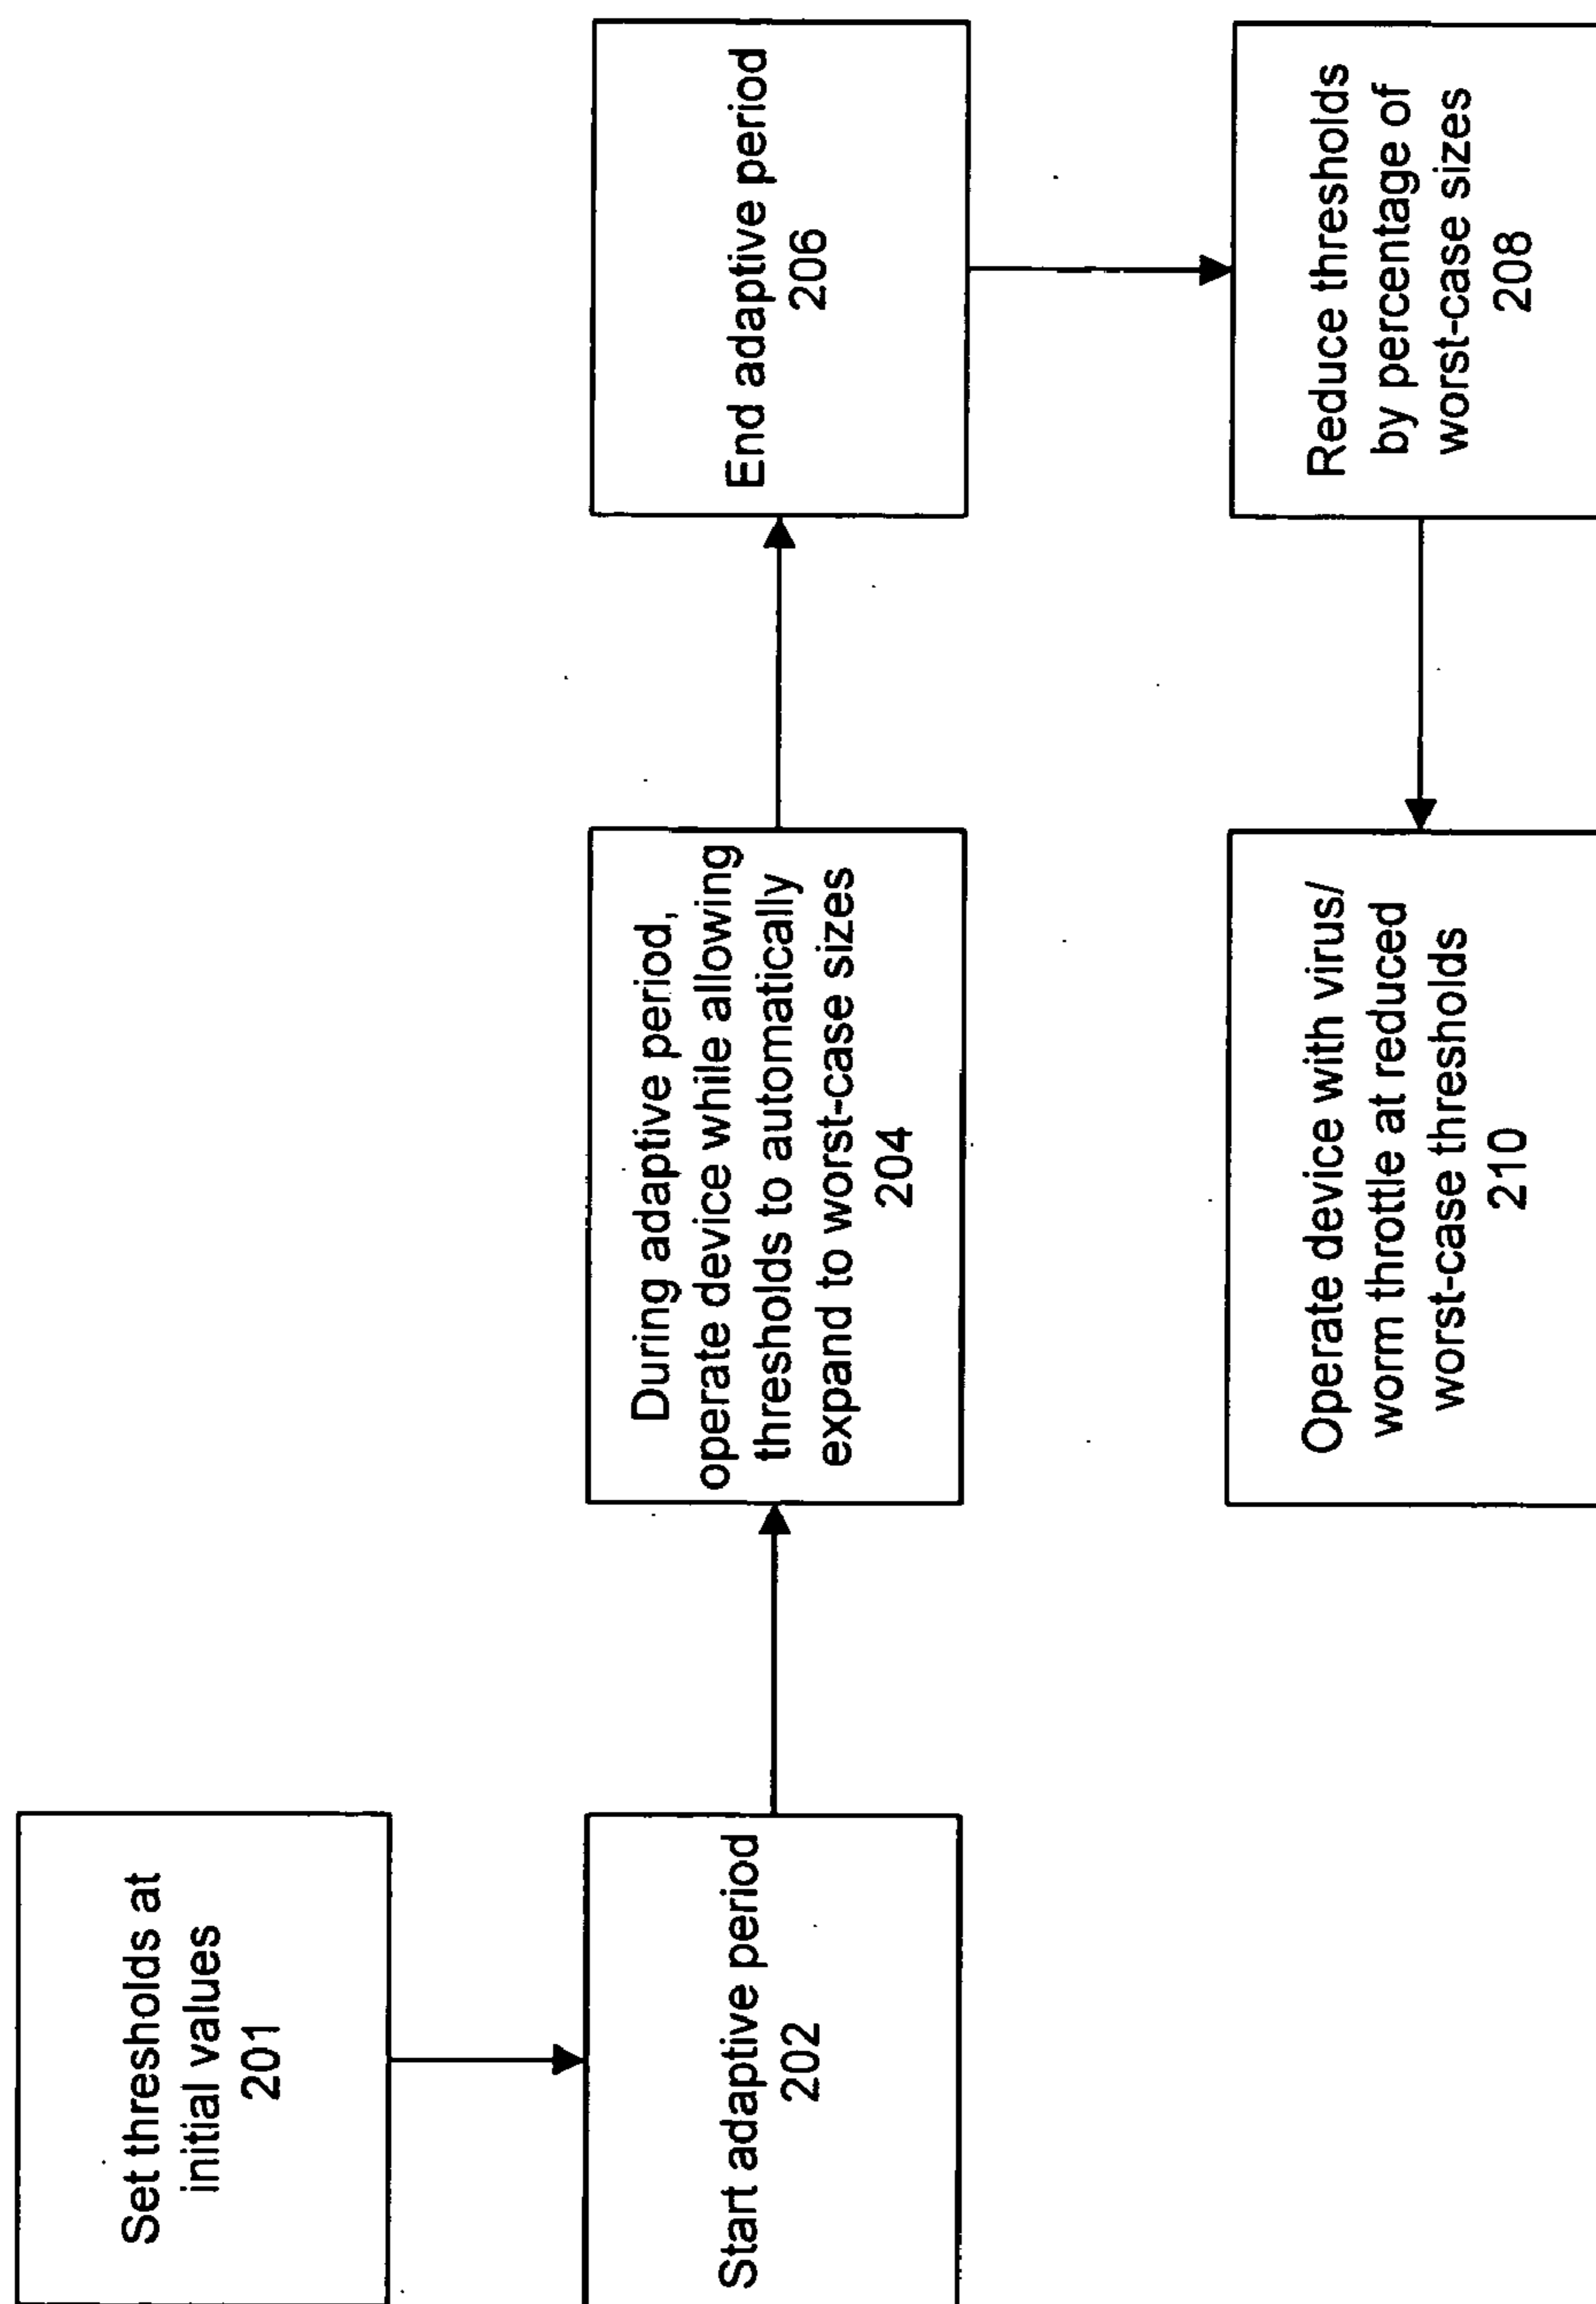 Set thresholds at
initial values
201
Start adaptive period
202
During adaptive period,
operate device while allowing
thresholds to automatically
expand to worst-case sizes
204
End adaptive period
206
Reduce thresholds
by percentage of
worst-case sizes
208
Operate device with virus/
worm throttle at reduced
worst-case thresholds
210